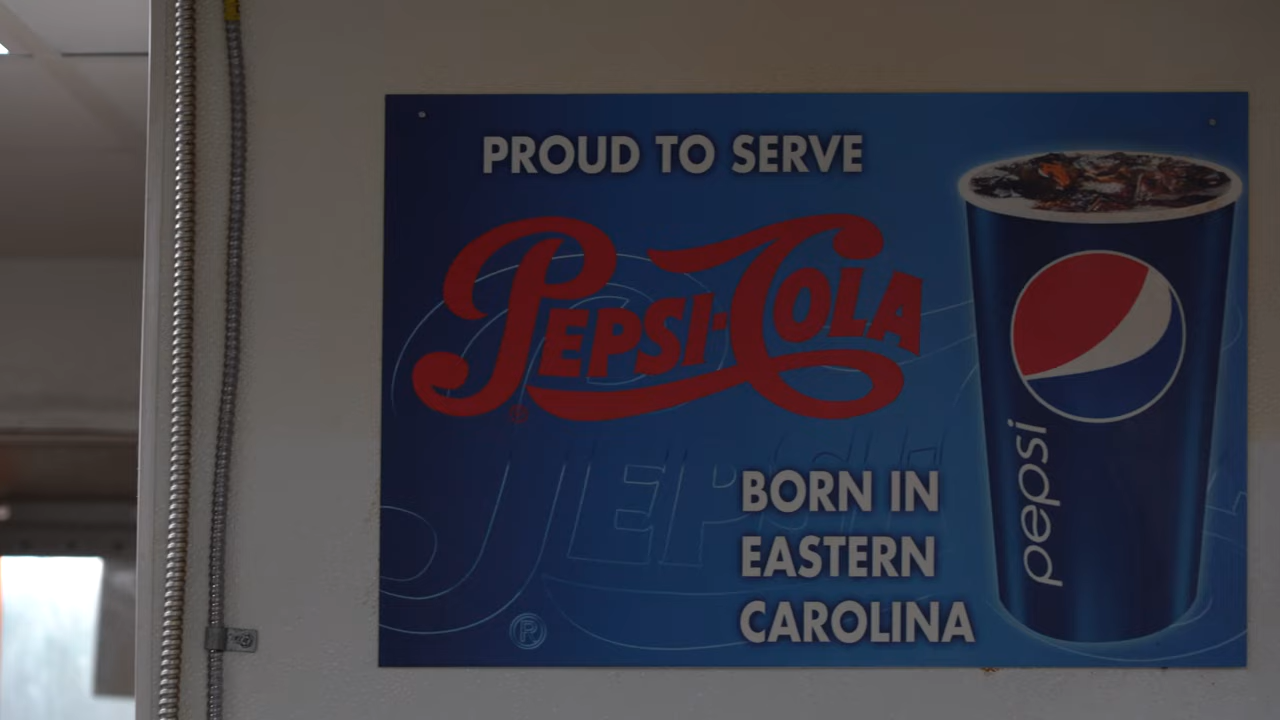 PROUD TO SERVE
PEPSI-COLA
®
BORN IN
EASTERN
CAROLINA
®
pepsi